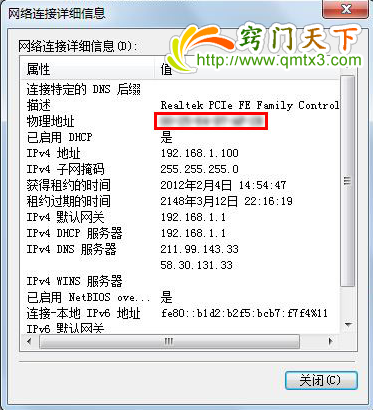 网络连接详细信息
网络连接详细信息(D):
窍门天下
www.qmtx3.com
属性 值
连接特定的 DNS 后缀
描述 Realtek PCIe FE Family Control
物理地址
已启用 DHCP 是
IPv4 地址 192.168.1.100
IPv4 子网掩码 255.255.255.0
获得租约的时间 2012年2月4日 14:54:47
租约过期的时间 2148年3月12日 22:16:19
IPv4 默认网关 192.168.1.1
IPv4 DHCP 服务器 192.168.1.1
IPv4 DNS 服务器 211.99.143.33
58.30.131.33
IPv4 WINS 服务器
已启用 NetBIOS ove... 是
连接-本地 IPv6 地址 fe80::b1d2:b2f5:bcb7:f7f4%11
IPv6 默认网关
关闭(C)